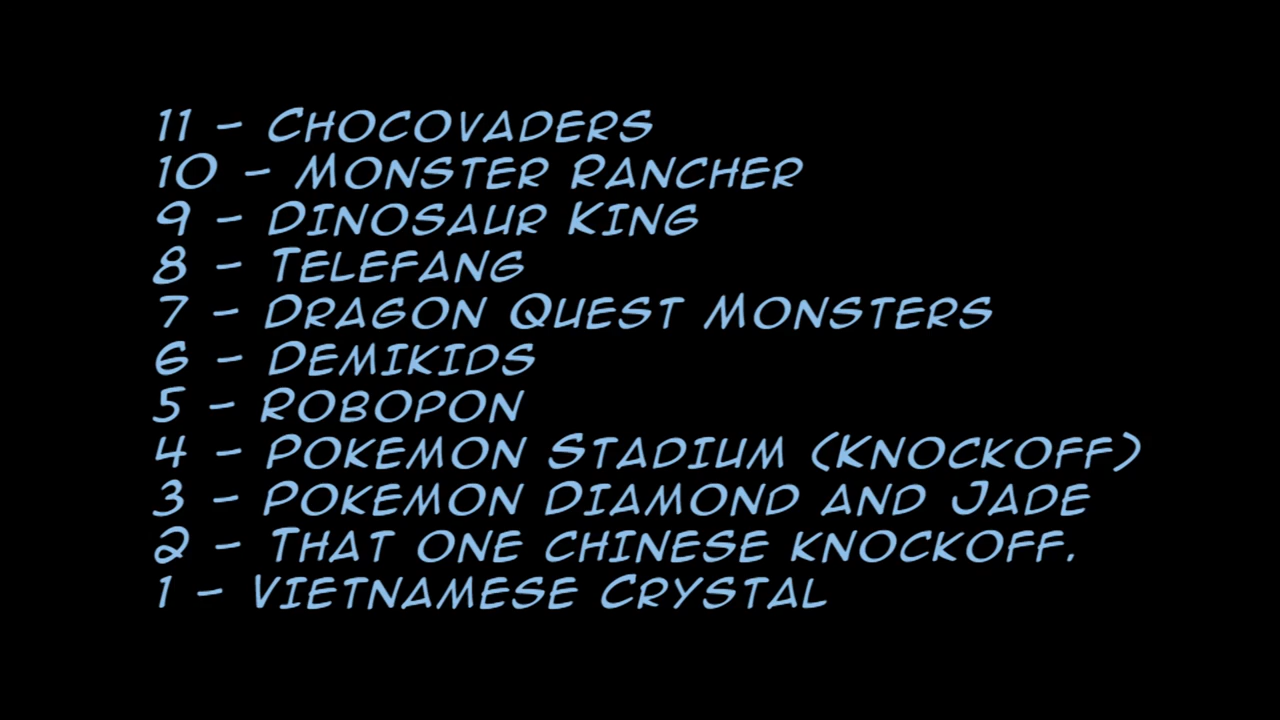 11 - Chocovaders
10 - Monster Rancher
9 - Dinosaur King
8 - Telefang
7 - Dragon Quest Monsters
6 - Demikids
5 - Robopon
4 - Pokemon Stadium (Knockoff)
3 - Pokemon Diamond and Jade
2 - That one chinese knockoff.
1 - Vietnamese Crystal